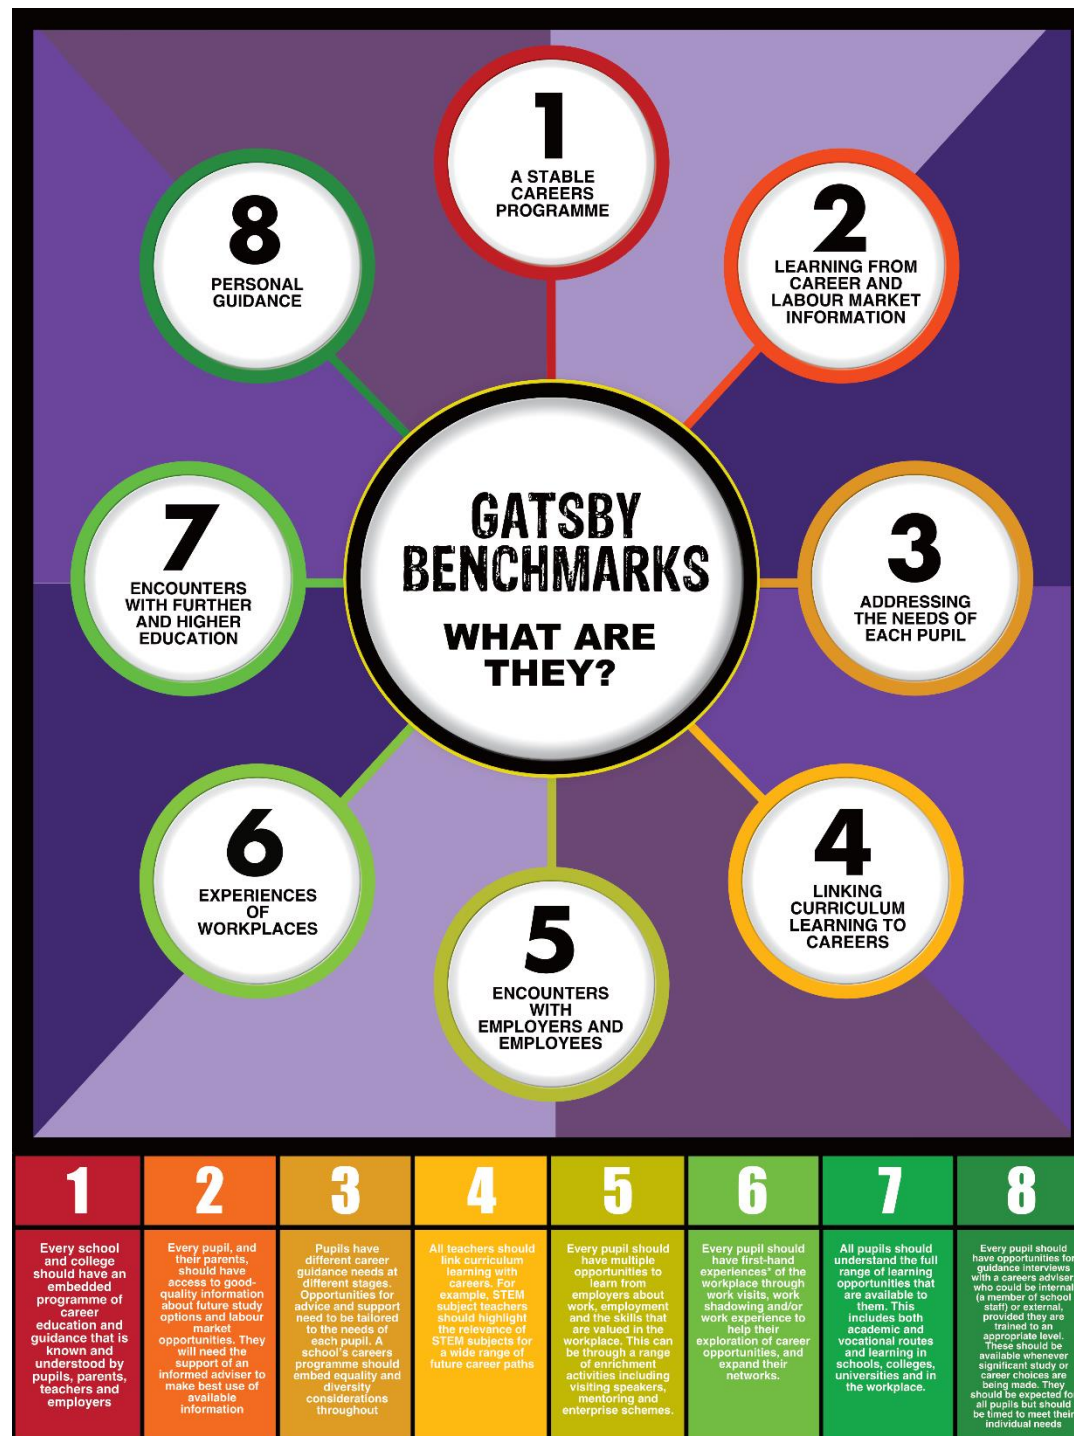 1
A STABLE
CAREERS
PROGRAMME
2
LEARNING FROM
CAREER AND
LABOUR MARKET
INFORMATION
3
ADDRESSING
THE NEEDS OF
EACH PUPIL
4
LINKING
CURRICULUM
LEARNING TO
CAREERS
5
ENCOUNTERS
WITH
EMPLOYERS AND
EMPLOYEES
6
EXPERIENCES
OF
WORKPLACES
7
ENCOUNTERS
WITH FURTHER
AND HIGHER
EDUCATION
8
PERSONAL
GUIDANCE
GATSBY
BENCHMARKS
WHAT ARE
THEY?
1
Every school
and college
should have an
embedded
programme of
career
education and
guidance that is
known and
understood by
pupils, parents,
teachers and
employers
2
Every pupil, and
their parents,
should have
access to good-
quality information
about future study
options and labour
market
opportunities. They
will need the
support of an
informed adviser to
make best use of
available
information
3
Pupils have
different career
guidance needs at
different stages.
Opportunities for
advice and support
need to be tailored
to the needs of
each pupil. A
school's careers
programme should
embed equality and
diversity
considerations
throughout
4
All teachers should
link curriculum
learning with
careers. For
example, STEM
subject teachers
should highlight
the relevance of
STEM subjects for
a wide range of
future career paths
5
Every pupil should
have multiple
opportunities to
learn from
employers about
work, employment
and the skills that
are valued in the
workplace. This can
be through a range
of enrichment
activities including
visiting speakers,
mentoring and
enterprise schemes.
6
Every pupil should
have first-hand
experiences* of the
workplace through
work visits, work
shadowing and/or
work experience to
help their
exploration of career
opportunities, and
expand their
networks.
7
All pupils should
understand the full
range of learning
opportunities that
are available to
them. This
includes both
academic and
vocational routes
and learning in
schools, colleges,
universities and in
the workplace.
8
Every pupil should
have opportunities for
guidance interviews
with a careers adviser,
who could be internal
(a member of school
staff) or external,
provided they are
trained to an
appropriate level.
These should be
available whenever
significant study or
career choices are
being made. They
should be expected for
all pupils but should
be timed to meet their
individual needs